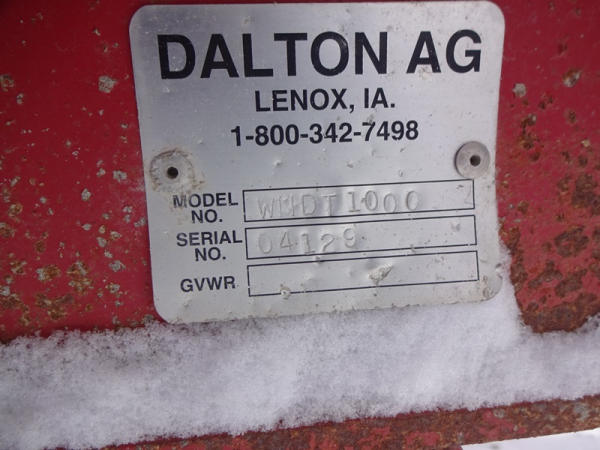 DALTON AG
LENOX, IA.
1-800-342-7498
MODEL NO.
SERIAL NO. 04129
GVWR